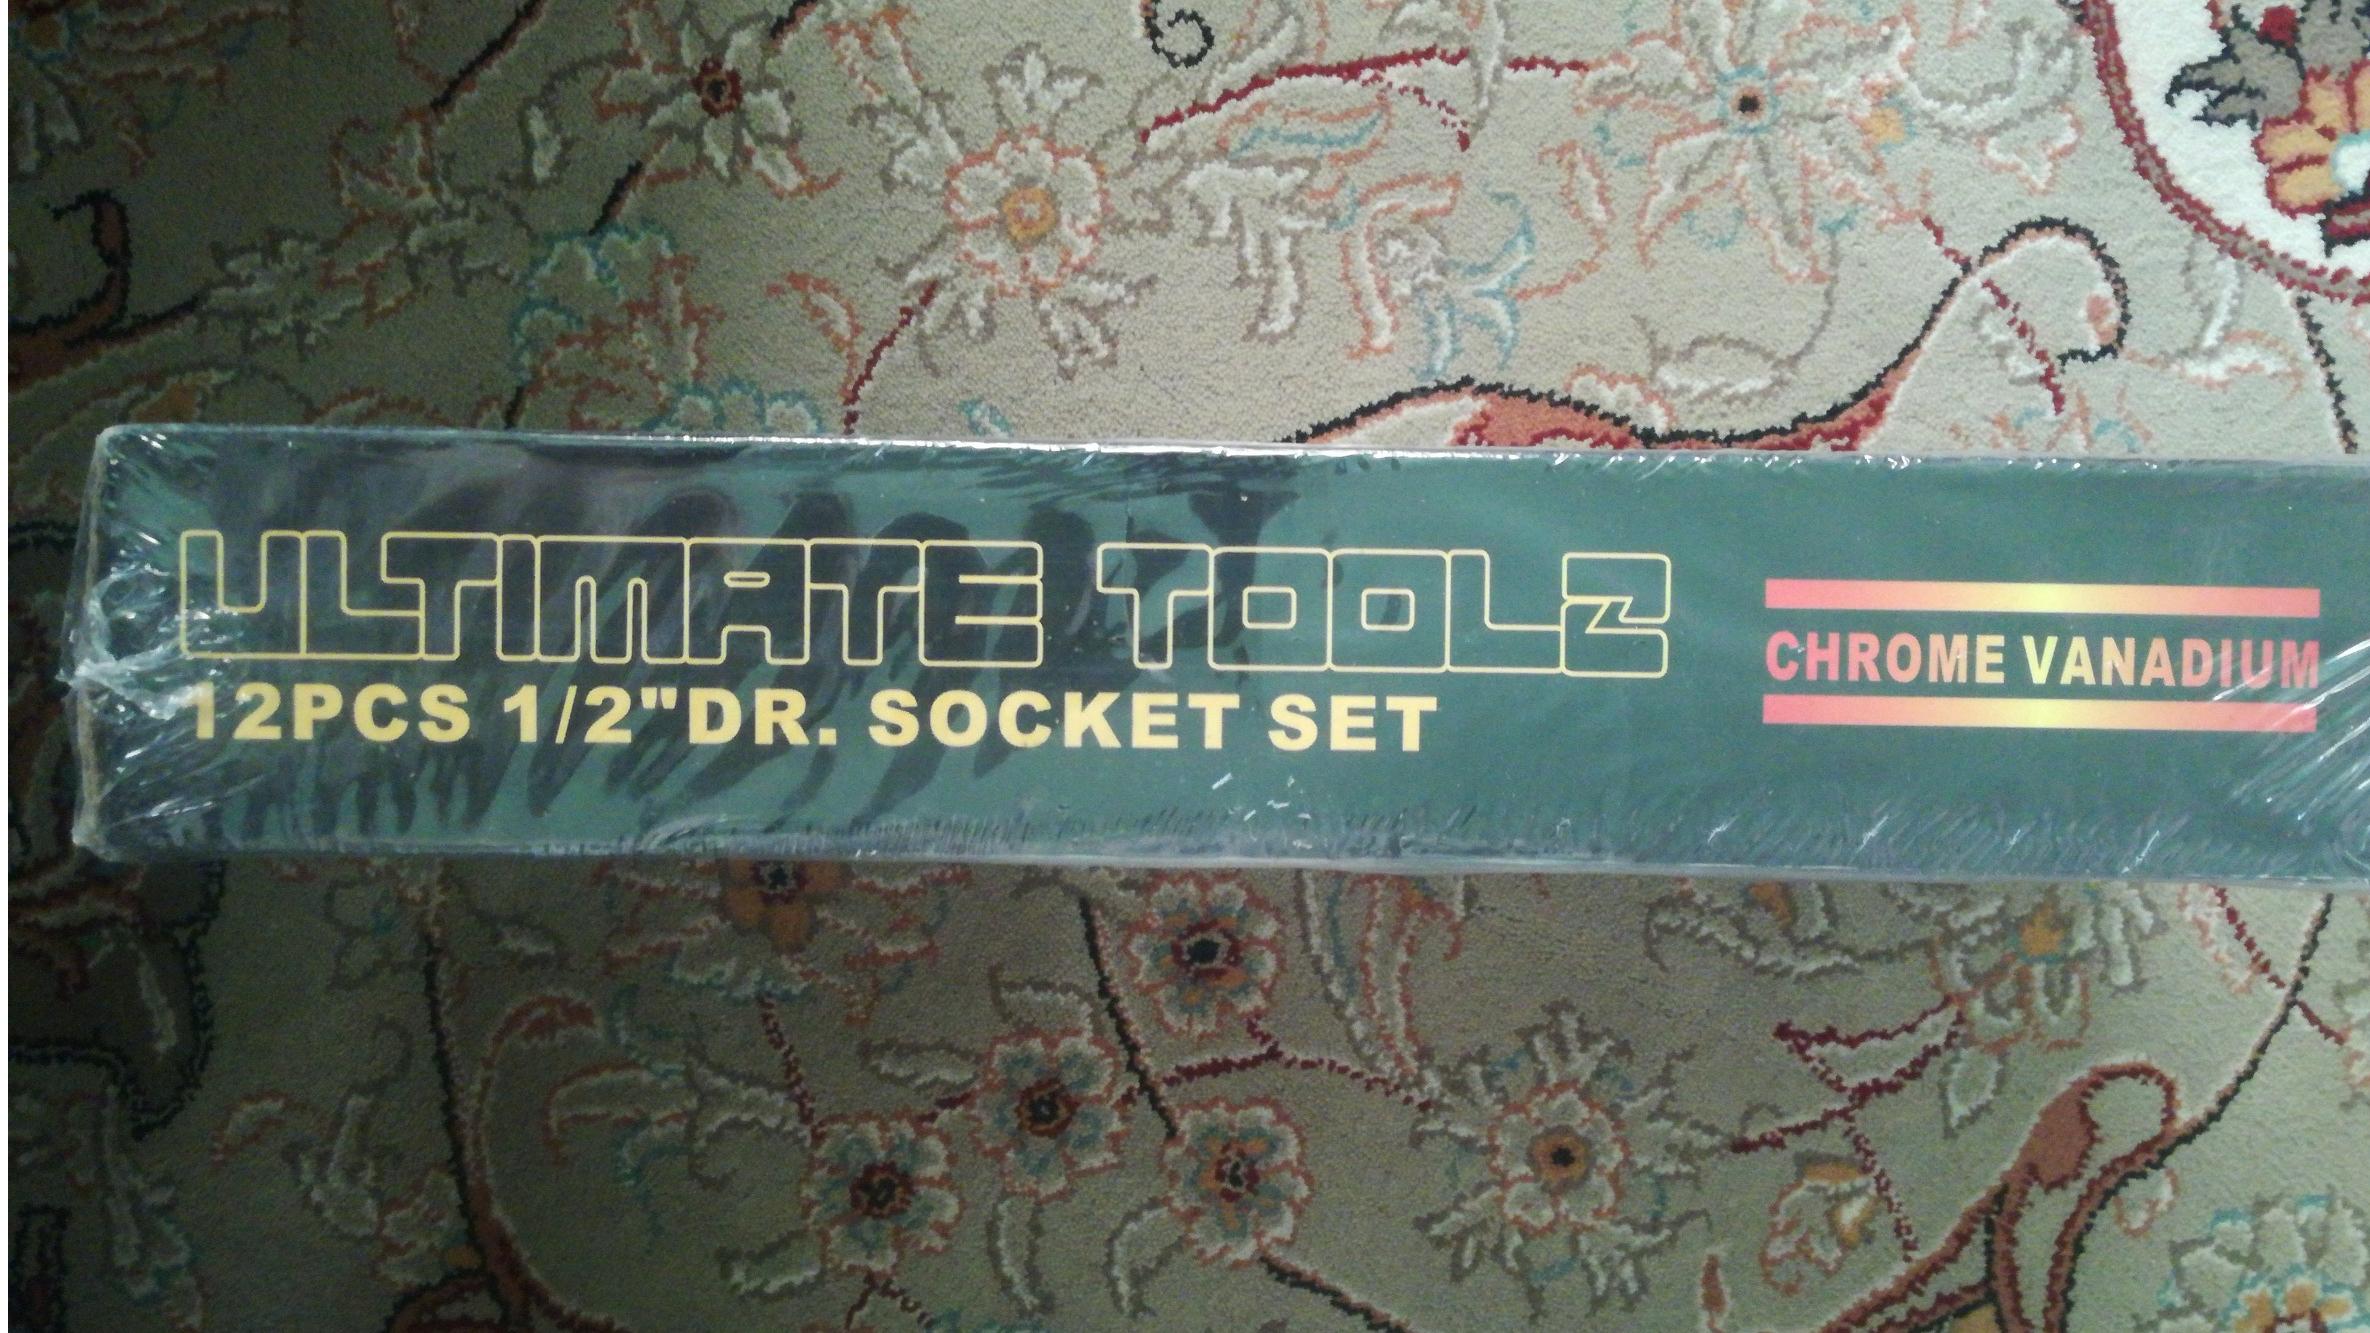 ULTIMATE TOOLZ
12PCS 1/2"DR. SOCKET SET
CHROME VANADIUM